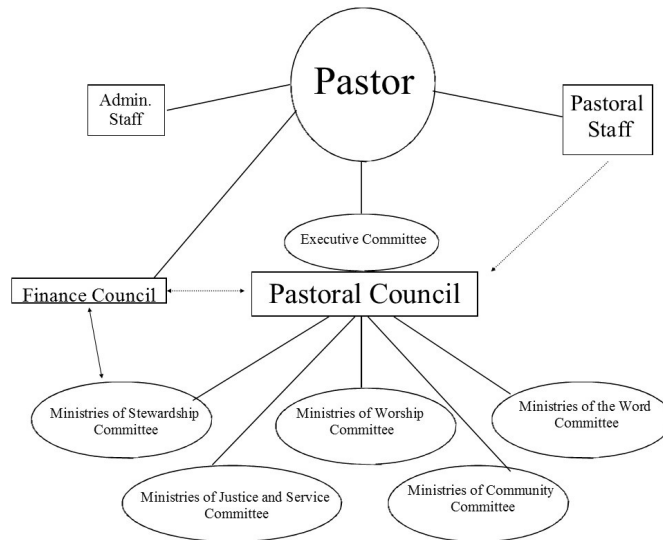 Pastor
Admin.
Staff
Pastoral
Staff
Executive Committee
Finance Council
Pastoral Council
Ministries of Stewardship
Committee
Ministries of Worship
Committee
Ministries of the Word
Committee
Ministries of Justice and Service
Committee
Ministries of Community
Committee